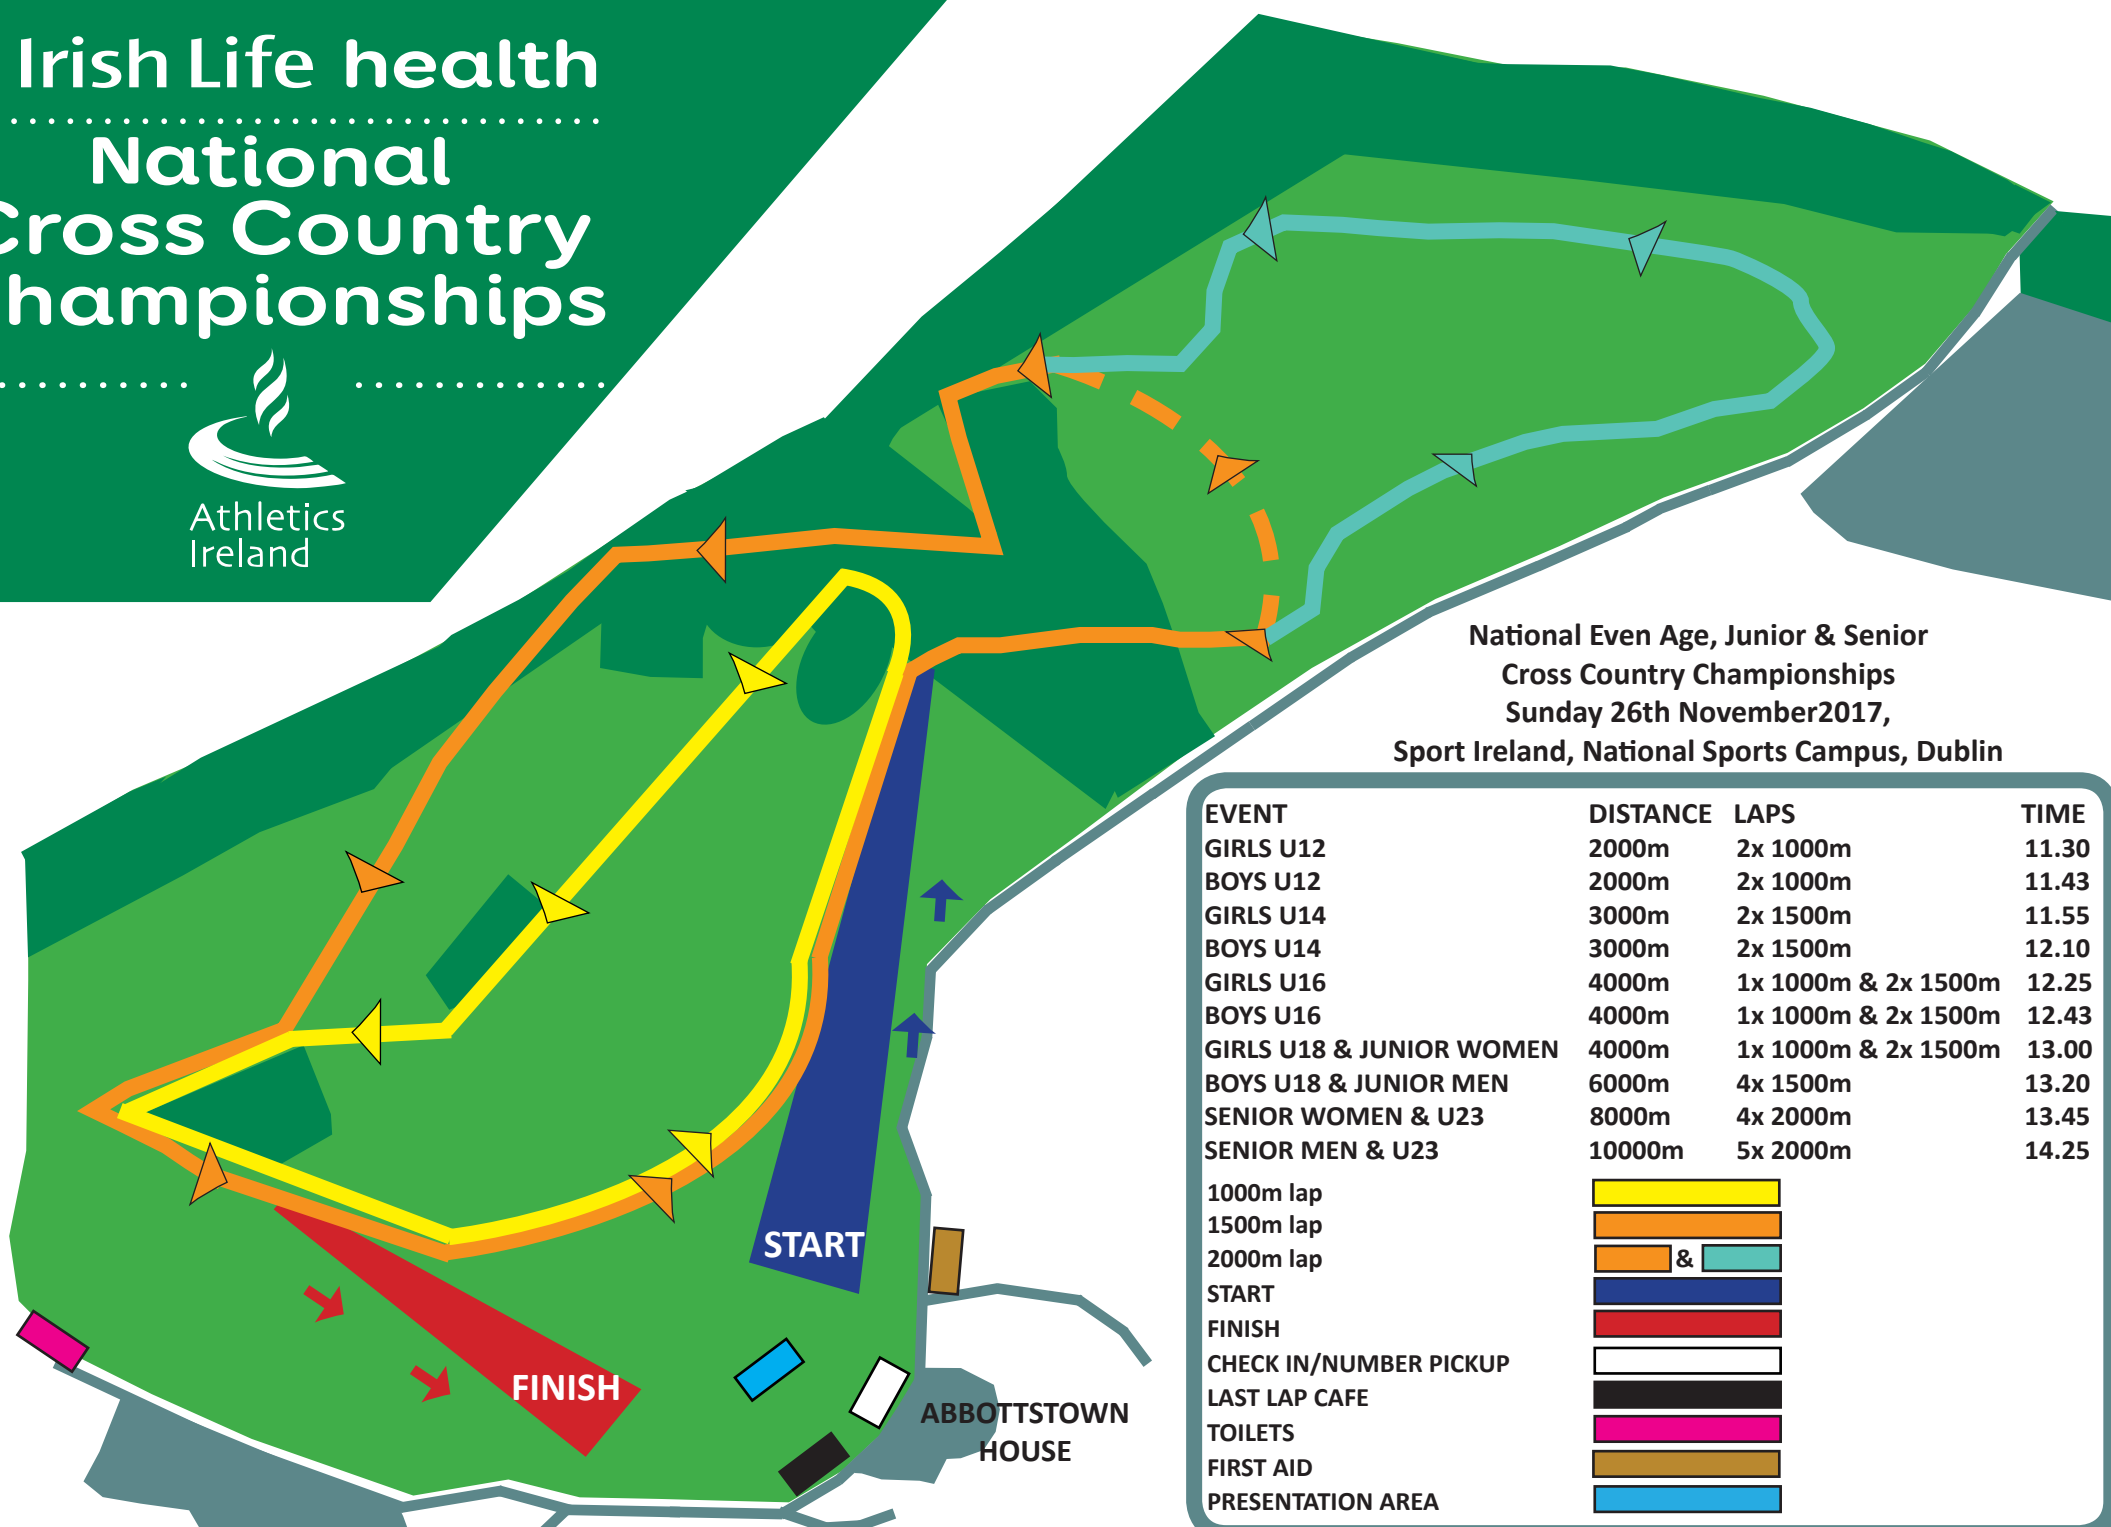 Irish Life health
National
Cross Country
hampionships
Athletics
Ireland
National Even Age, Junior & Senior
Cross Country Championships
Sunday 26th November2017,
Sport Ireland, National Sports Campus, Dublin
EVENT DISTANCE LAPS TIME
GIRLS U12 2000m 2x 1000m 11.30
BOYS U12 2000m 2x 1000m 11.43
GIRLS U14 3000m 2x 1500m 11.55
BOYS U14 3000m 2x 1500m 12.10
GIRLS U16 4000m 1x 1000m & 2x 1500m 12.25
BOYS U16 4000m 1x 1000m & 2x 1500m 12.43
GIRLS U18 & JUNIOR WOMEN 4000m 1x 1000m & 2x 1500m 13.00
BOYS U18 & JUNIOR MEN 6000m 4x 1500m 13.20
SENIOR WOMEN & U23 8000m 4x 2000m 13.45
SENIOR MEN & U23 10000m 5x 2000m 14.25
1000m lap
1500m lap
2000m lap &
START
FINISH
CHECK IN/NUMBER PICKUP
LAST LAP CAFE
TOILETS
FIRST AID
PRESENTATION AREA
START
FINISH
ABBOTTSTOWN
HOUSE